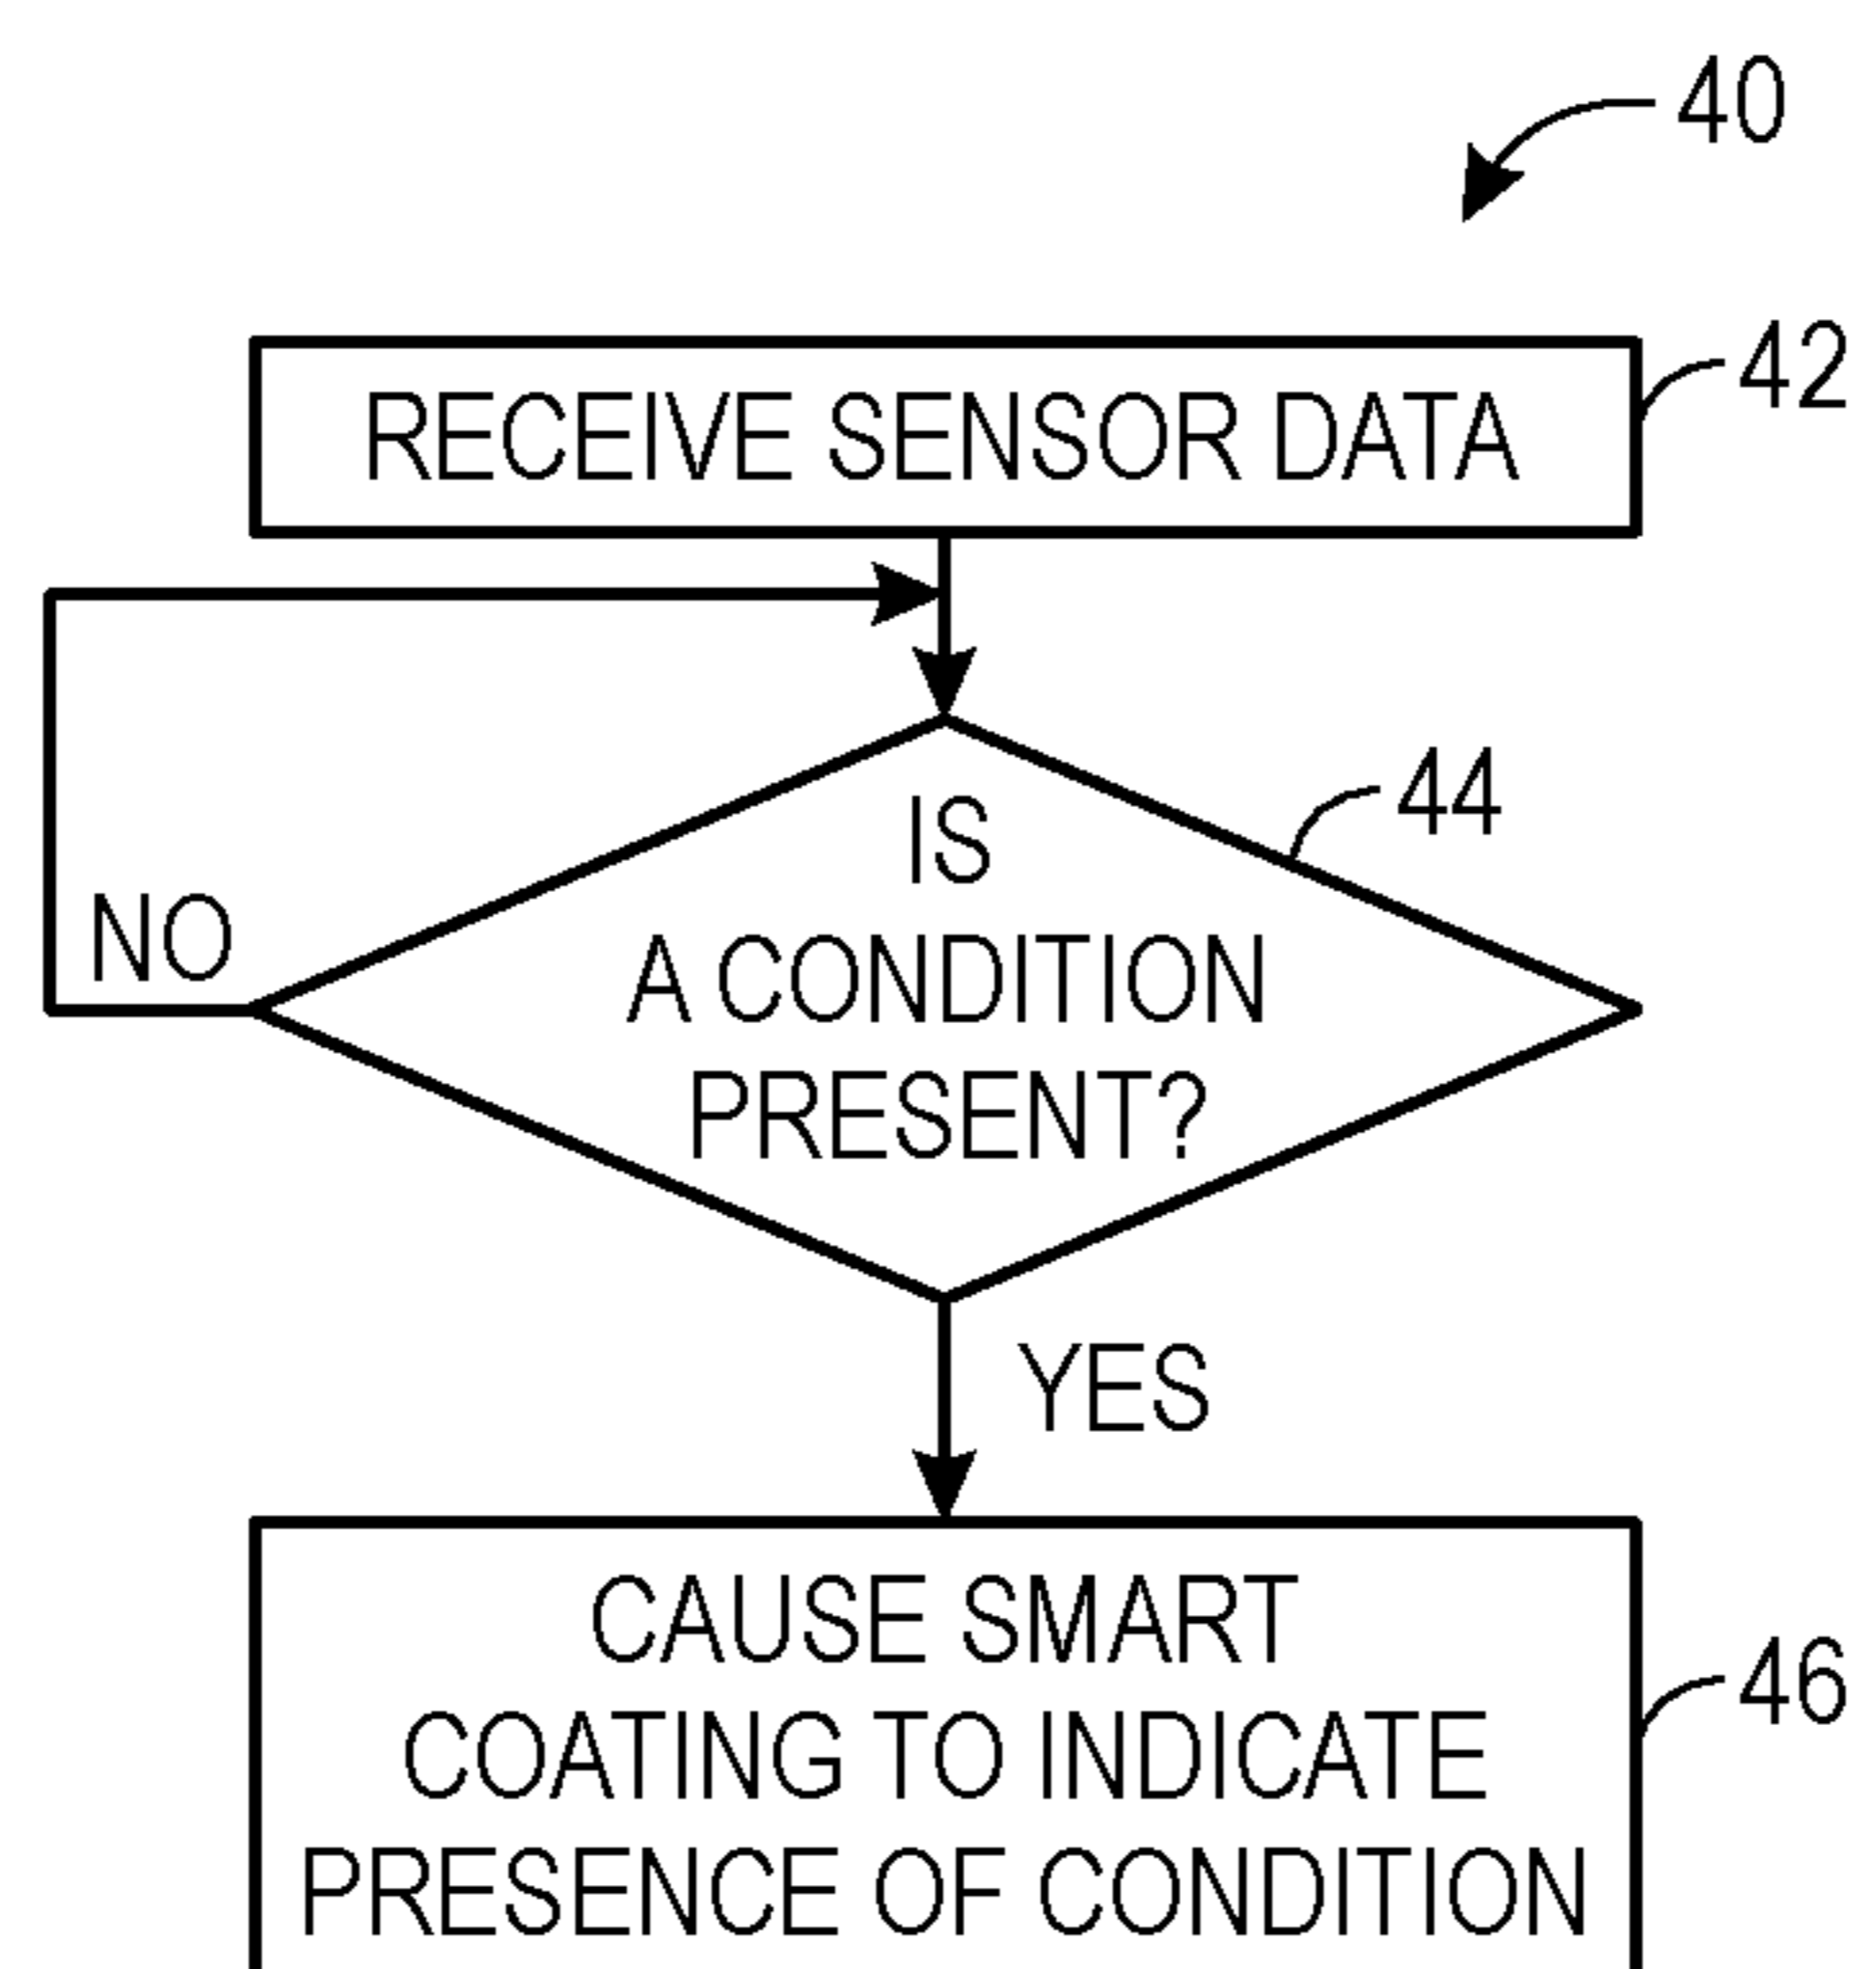 40
RECEIVE SENSOR DATA
42
IS
A CONDITION
PRESENT?
44
NO
YES
CAUSE SMART
COATING TO INDICATE
PRESENCE OF CONDITION
46